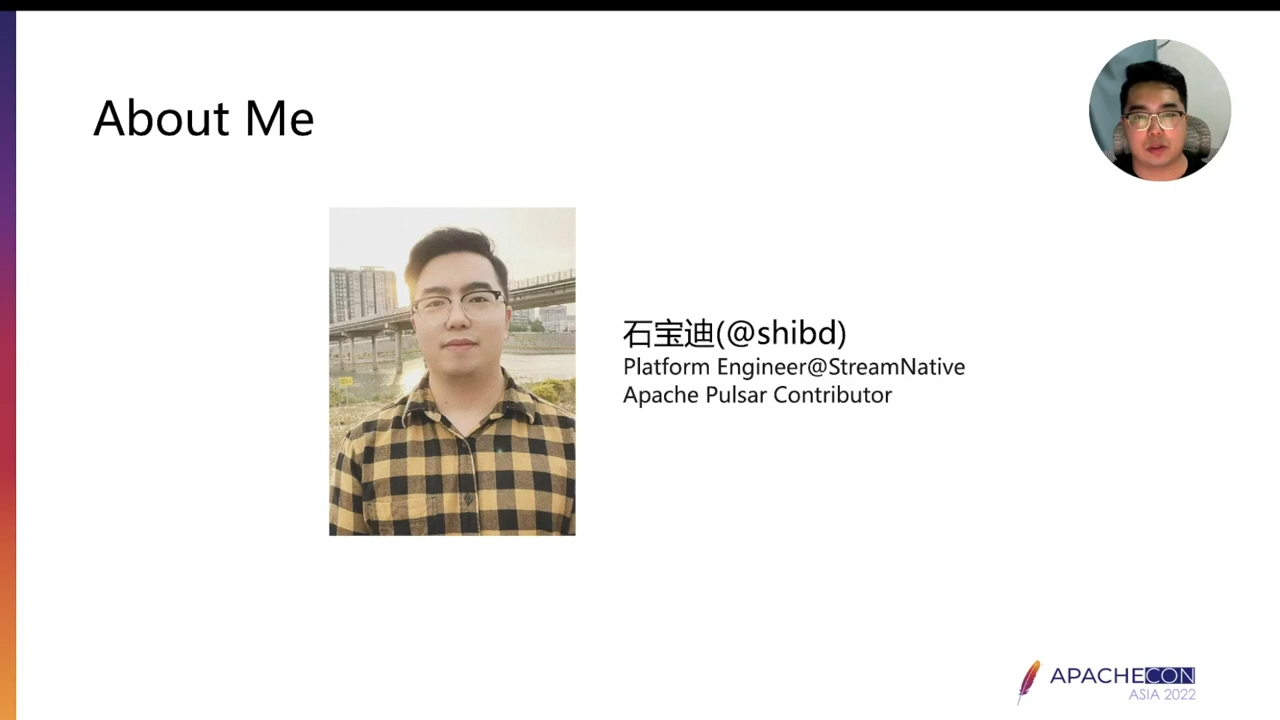 About Me
石宝迪(@shibd)
Platform Engineer@StreamNative
Apache Pulsar Contributor
APACHECON
ASIA 2022